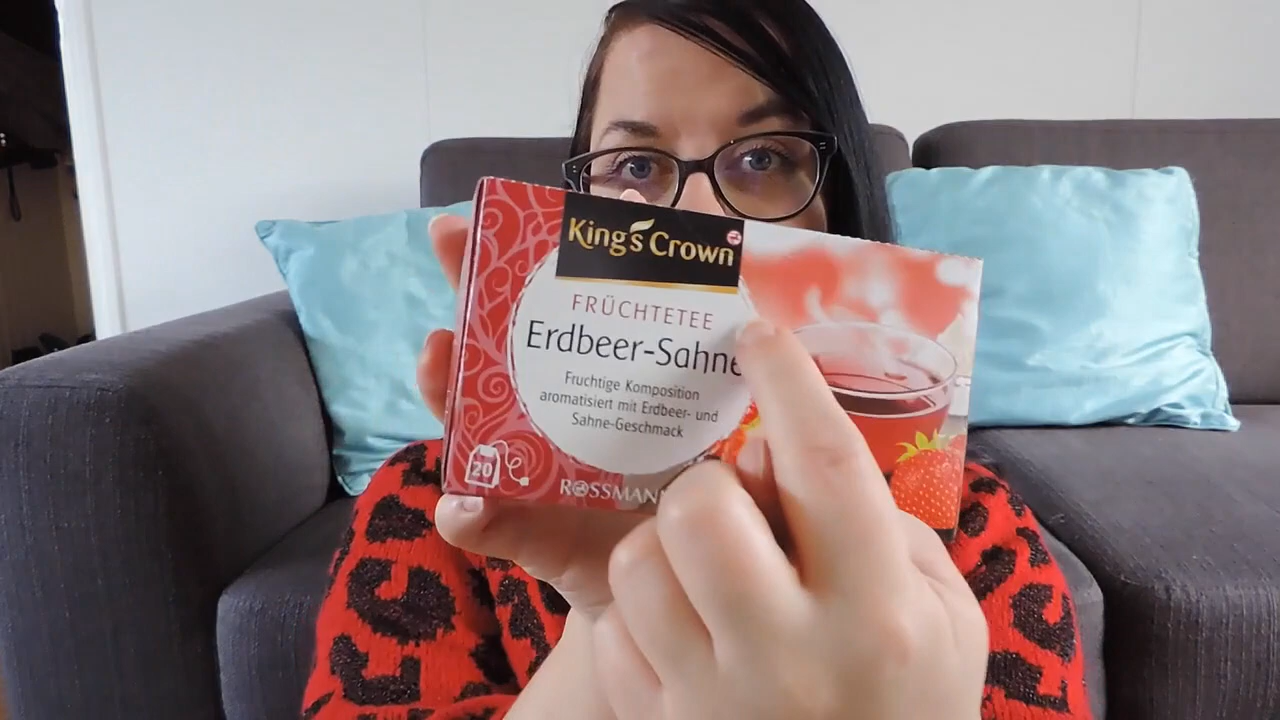 King's Crown
FRÜCHTETEE
Erdbeer-Sahne
Fruchtige Komposition
aromatisiert mit Erdbeer- und
Sahne-Geschmack
20